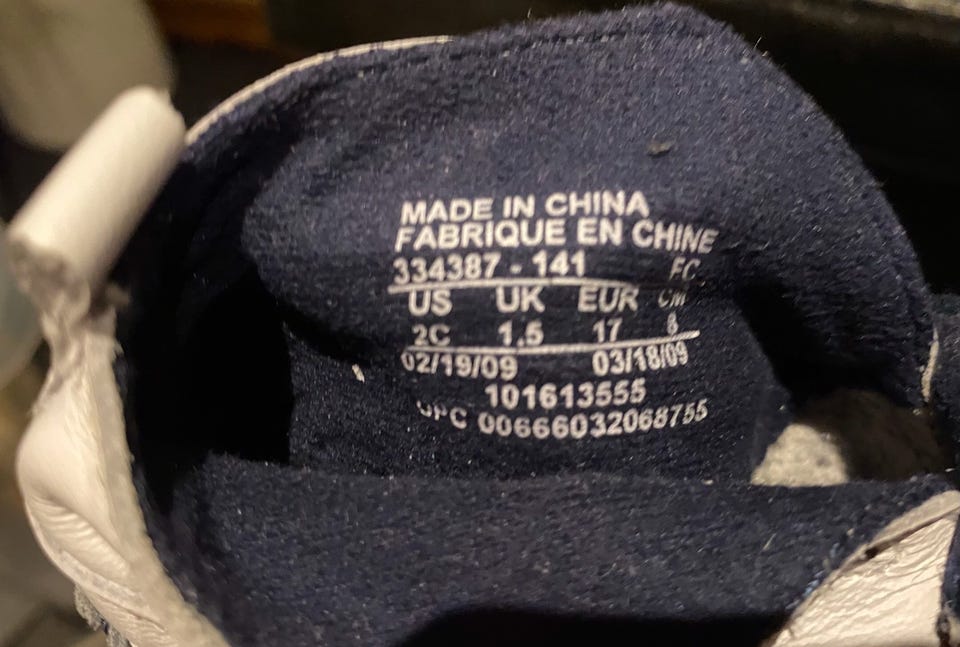 MADE IN CHINA
FABRIQUE EN CHINE
334387 - 141 FC
US UK EUR CM
2C 1.5 17 8
02/19/09 03/18/09
101613555
UPC 00666032068755